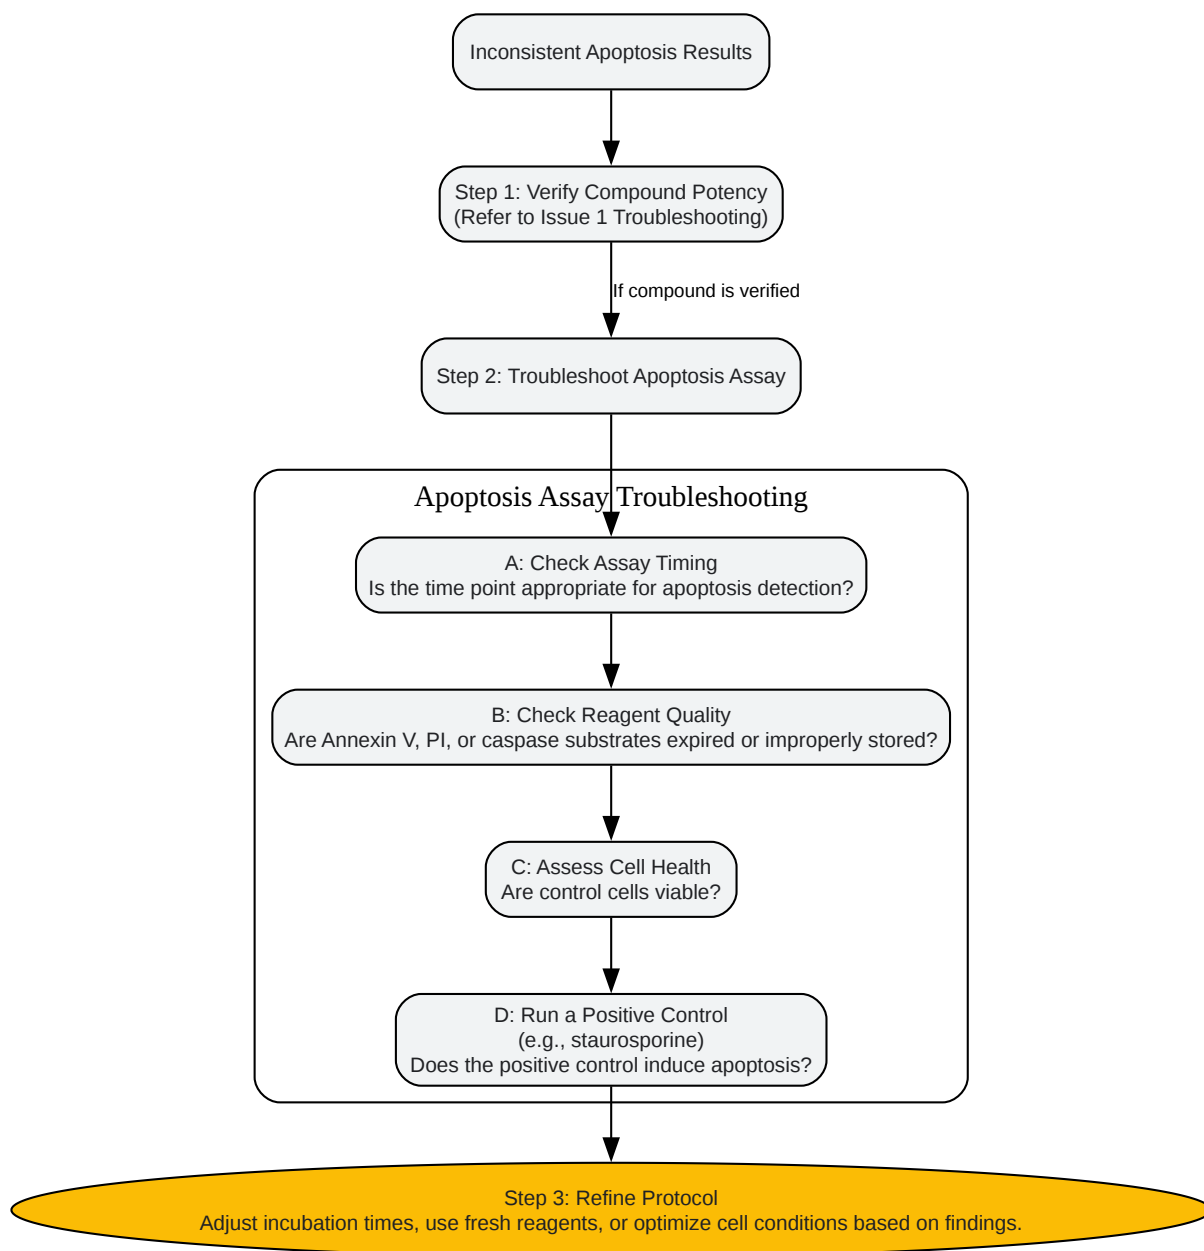 Inconsistent Apoptosis Results
Step 1: Verify Compound Potency
(Refer to Issue 1 Troubleshooting)
If compound is verified
Step 2: Troubleshoot Apoptosis Assay
Apoptosis Assay Troubleshooting
A: Check Assay Timing
Is the time point appropriate for apoptosis detection?
B: Check Reagent Quality
Are Annexin V, PI, or caspase substrates expired or improperly stored?
C: Assess Cell Health
Are control cells viable?
D: Run a Positive Control
(e.g., staurosporine)
Does the positive control induce apoptosis?
Step 3: Refine Protocol
Adjust incubation times, use fresh reagents, or optimize cell conditions based on findings.